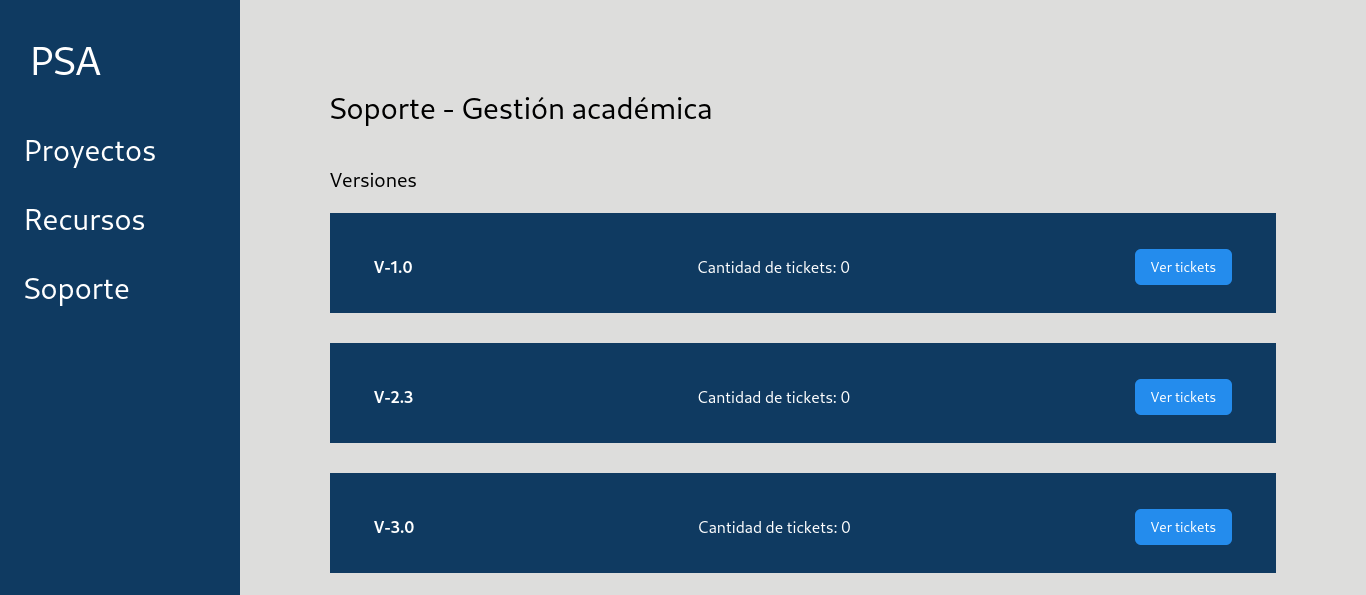 PSA
Proyectos
Recursos
Soporte
Soporte - Gestión académica
Versiones
V-1.0 Cantidad de tickets: 0 Ver tickets
V-2.3 Cantidad de tickets: 0 Ver tickets
V-3.0 Cantidad de tickets: 0 Ver tickets